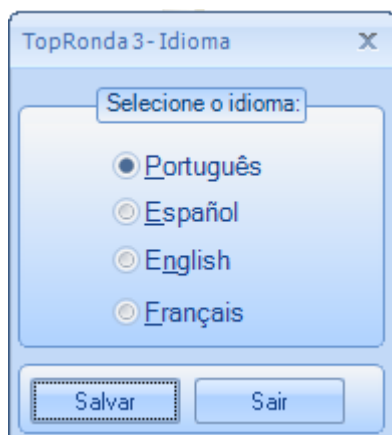 TopRonda 3 - Idioma
Selecione o idioma:
Português
Español
English
Français
Salvar Sair